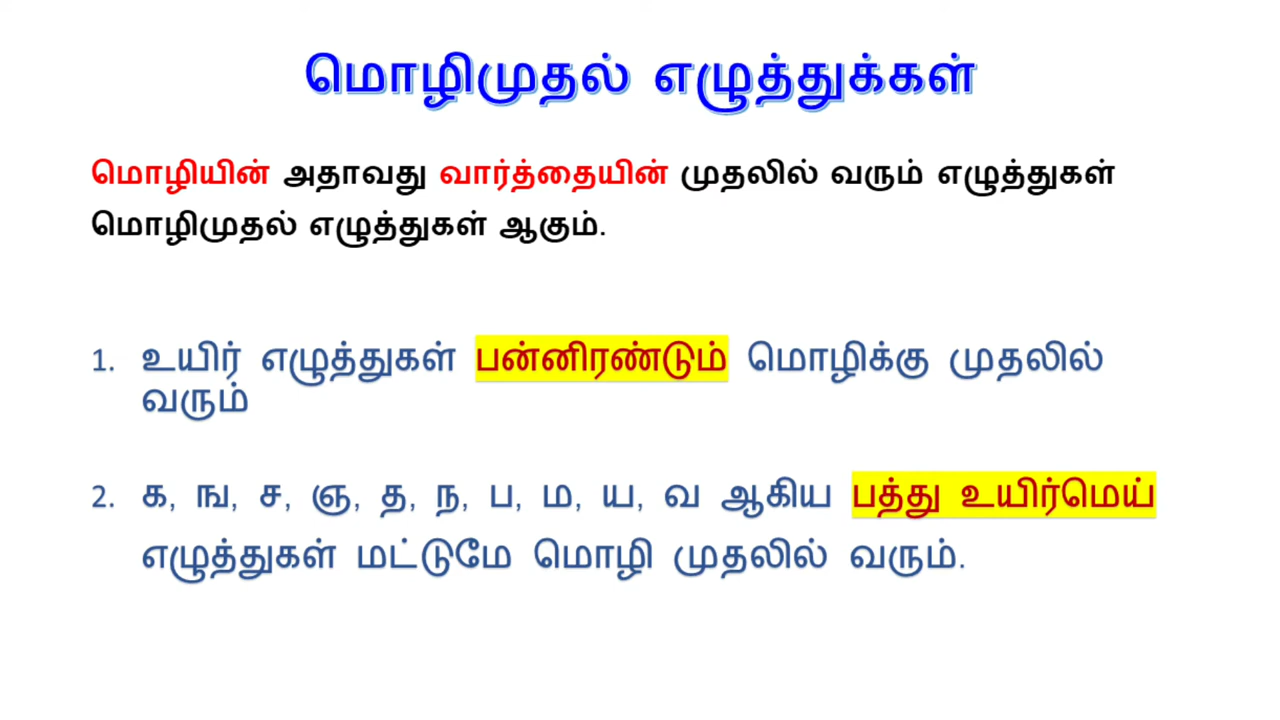 மொழிமுதல் எழுத்துக்கள்
மொழியின் அதாவது வார்த்தையின் முதலில் வரும் எழுத்துகள்
மொழிமுதல் எழுத்துகள் ஆகும்.
1. உயிர் எழுத்துகள் பன்னிரண்டும் மொழிக்கு முதலில்
வரும்
2. க, ங, ச, ஞ, த, ந, ப, ம, ய, வ ஆகிய பத்து உயிர்மெய்
எழுத்துகள் மட்டுமே மொழி முதலில் வரும்.